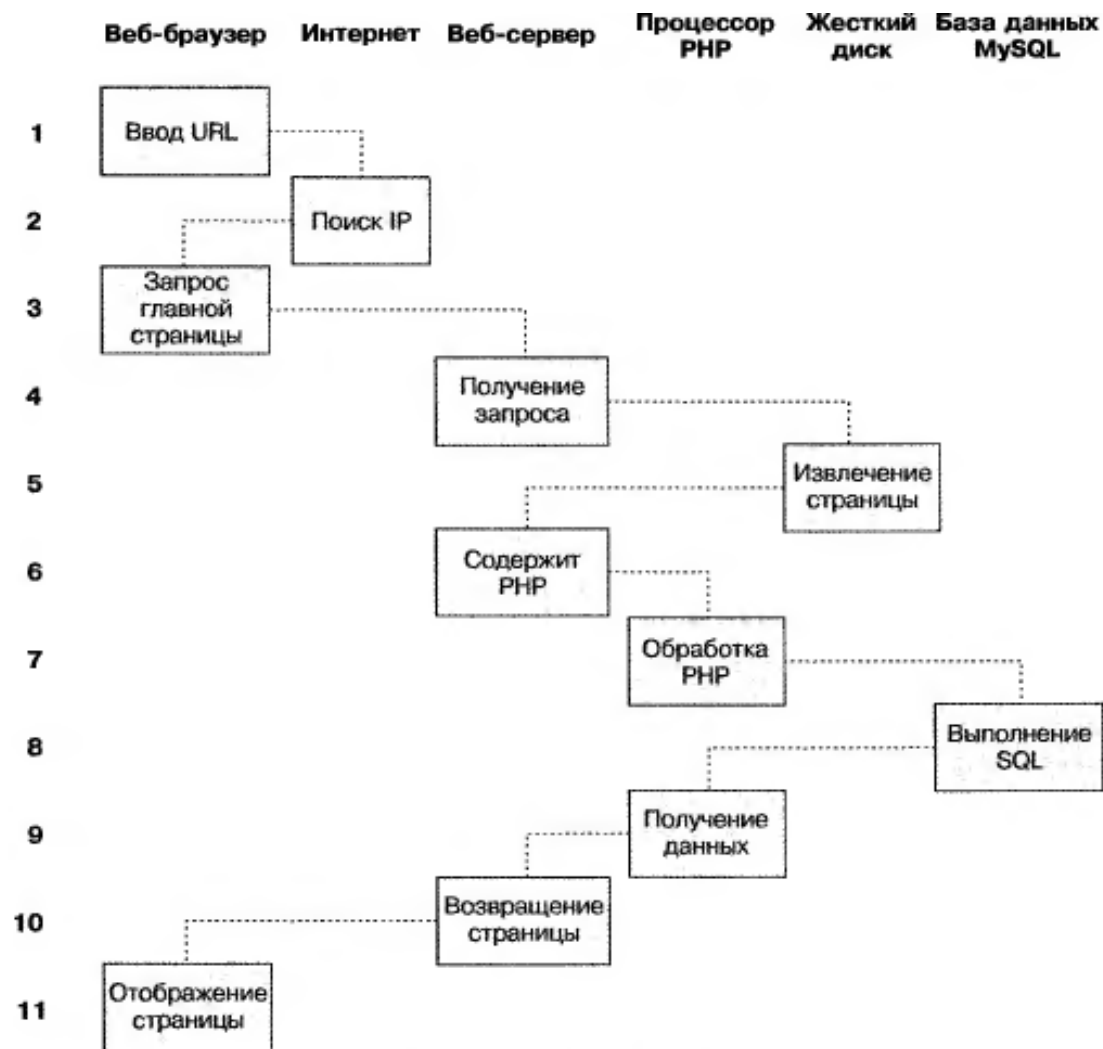 Веб-браузер Интернет Веб-сервер Процессор PHP Жесткий диск База данных MySQL
1
Ввод URL
2
Поиск IP
3
Запрос
главной
страницы
4
Получение
запроса
5
Извлечение
страницы
6
Содержит
PHP
7
Обработка
PHP
8
Выполнение
SQL
9
Получение
данных
10
Возвращение
страницы
11
Отображение
страницы